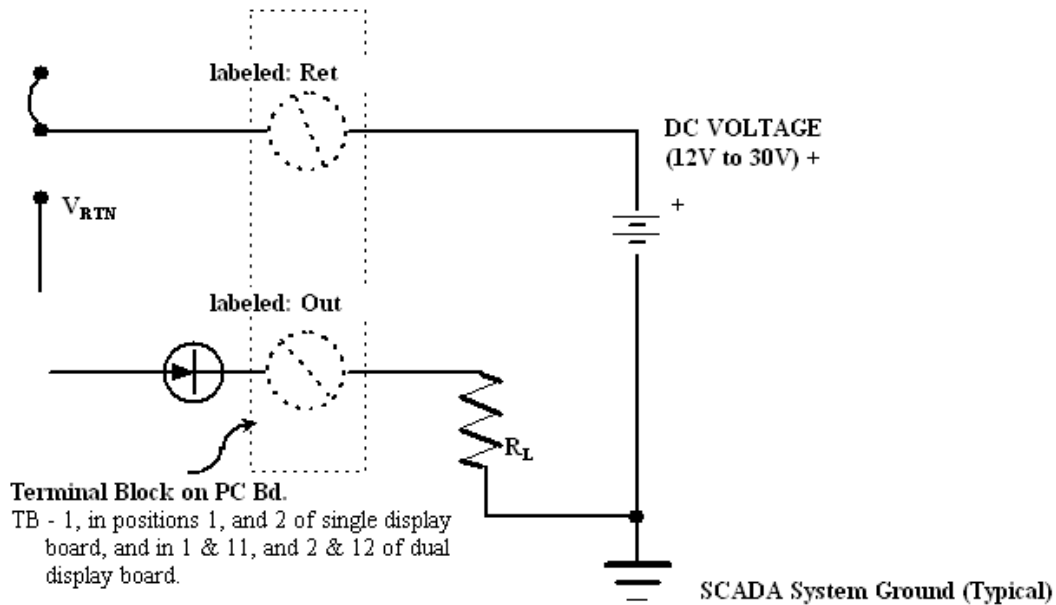 labeled: Ret
DC VOLTAGE
(12V to 30V) +
+
VRTN
labeled: Out
RL
Terminal Block on PC Bd.
TB - 1, in positions 1, and 2 of single display
board, and in 1 & 11, and 2 & 12 of dual
display board.
SCADA System Ground (Typical)